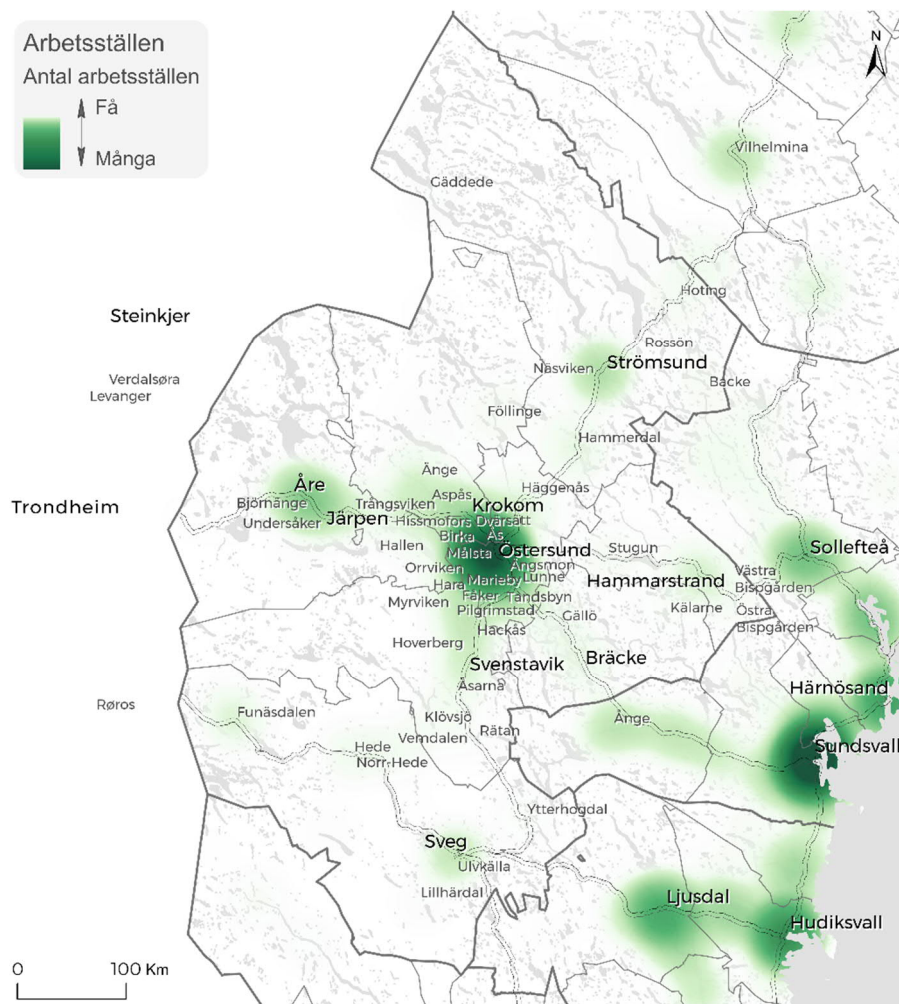 Arbetsställen
Antal arbetsställen
Få
Många
N
Vilhelmina
Gäddede
Hoting
Steinkjer
Rossön
Näsviken
Strömsund
Verdalsøra
Backe
Levanger
Föllinge
Hammerdal
Änge
Åre
Häggenås
Aspås
Björnänge
Trångsviken
Krokom
Trondheim
Undersåker
Järpen
Hissmofors
Dvärsätt
Birka
Ås
Hallen
Målsta
Östersund
Stugun
Sollefteå
Orrviken
Ängsmon
Västra
Bispgården
Hara
Marieby
Lunne
Hammarstrand
Myrviken
Fåker
Tandsbyn
Pilgrimstad
Gällö
Kälarne
Östra
Bispgården
Hackås
Hoverberg
Svenstavik
Bräcke
Åsarna
Härnösand
Røros
Funäsdalen
Klövsjö
Ånge
Rätan
Vemdalen
Hede
Norr-Hede
Sundsvall
Ytterhogdal
Sveg
Ulvkälla
Lillhärdal
Ljusdal
Hudiksvall
0
100 Km